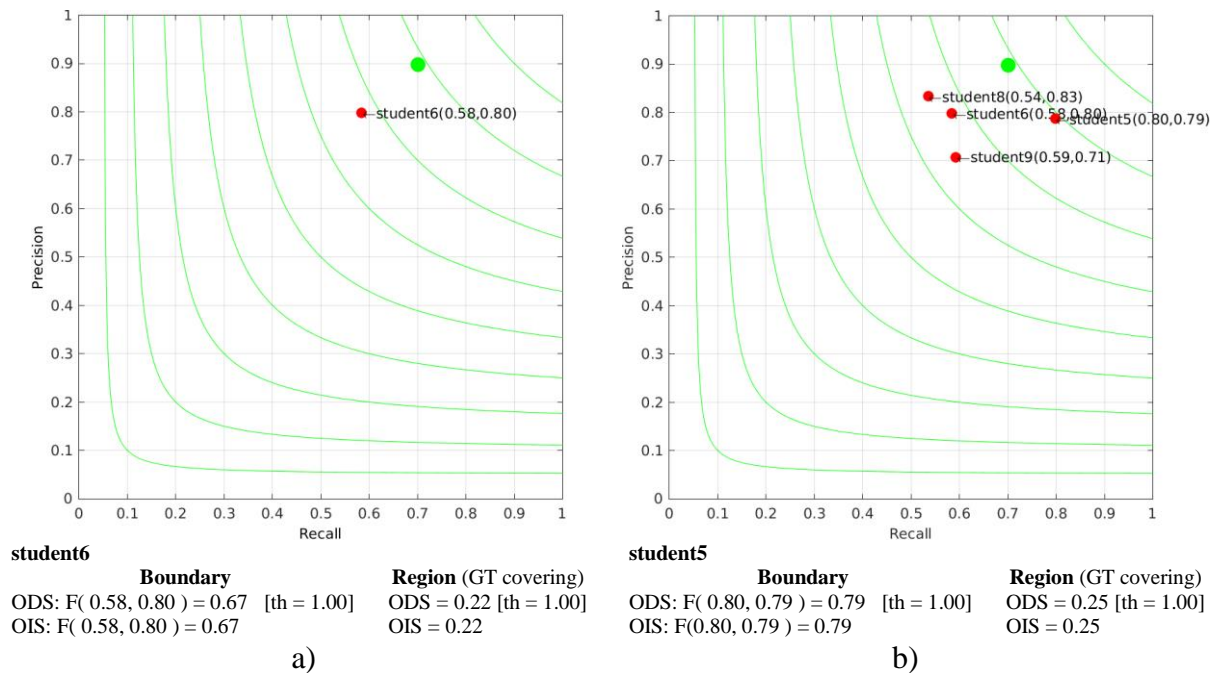 1
0.9
0.8
0.7
0.6
0.5
0.4
0.3
0.2
0.1
0
Precision
student6(0.58,0.80)
0 0.1 0.2 0.3 0.4 0.5 0.6 0.7 0.8 0.9 1
Recall
student6
Boundary Region (GT covering)
ODS: F( 0.58, 0.80 ) = 0.67 [th = 1.00] ODS = 0.22 [th = 1.00]
OIS: F( 0.58, 0.80 ) = 0.67 OIS = 0.22
a)
1
0.9
0.8
0.7
0.6
0.5
0.4
0.3
0.2
0.1
0
Precision
student8(0.54,0.83)
student6(0.58,0.80)
student5(0.80,0.79)
student9(0.59,0.71)
0 0.1 0.2 0.3 0.4 0.5 0.6 0.7 0.8 0.9 1
Recall
student5
Boundary Region (GT covering)
ODS: F( 0.80, 0.79 ) = 0.79 [th = 1.00] ODS = 0.25 [th = 1.00]
OIS: F(0.80, 0.79 ) = 0.79 OIS = 0.25
b)